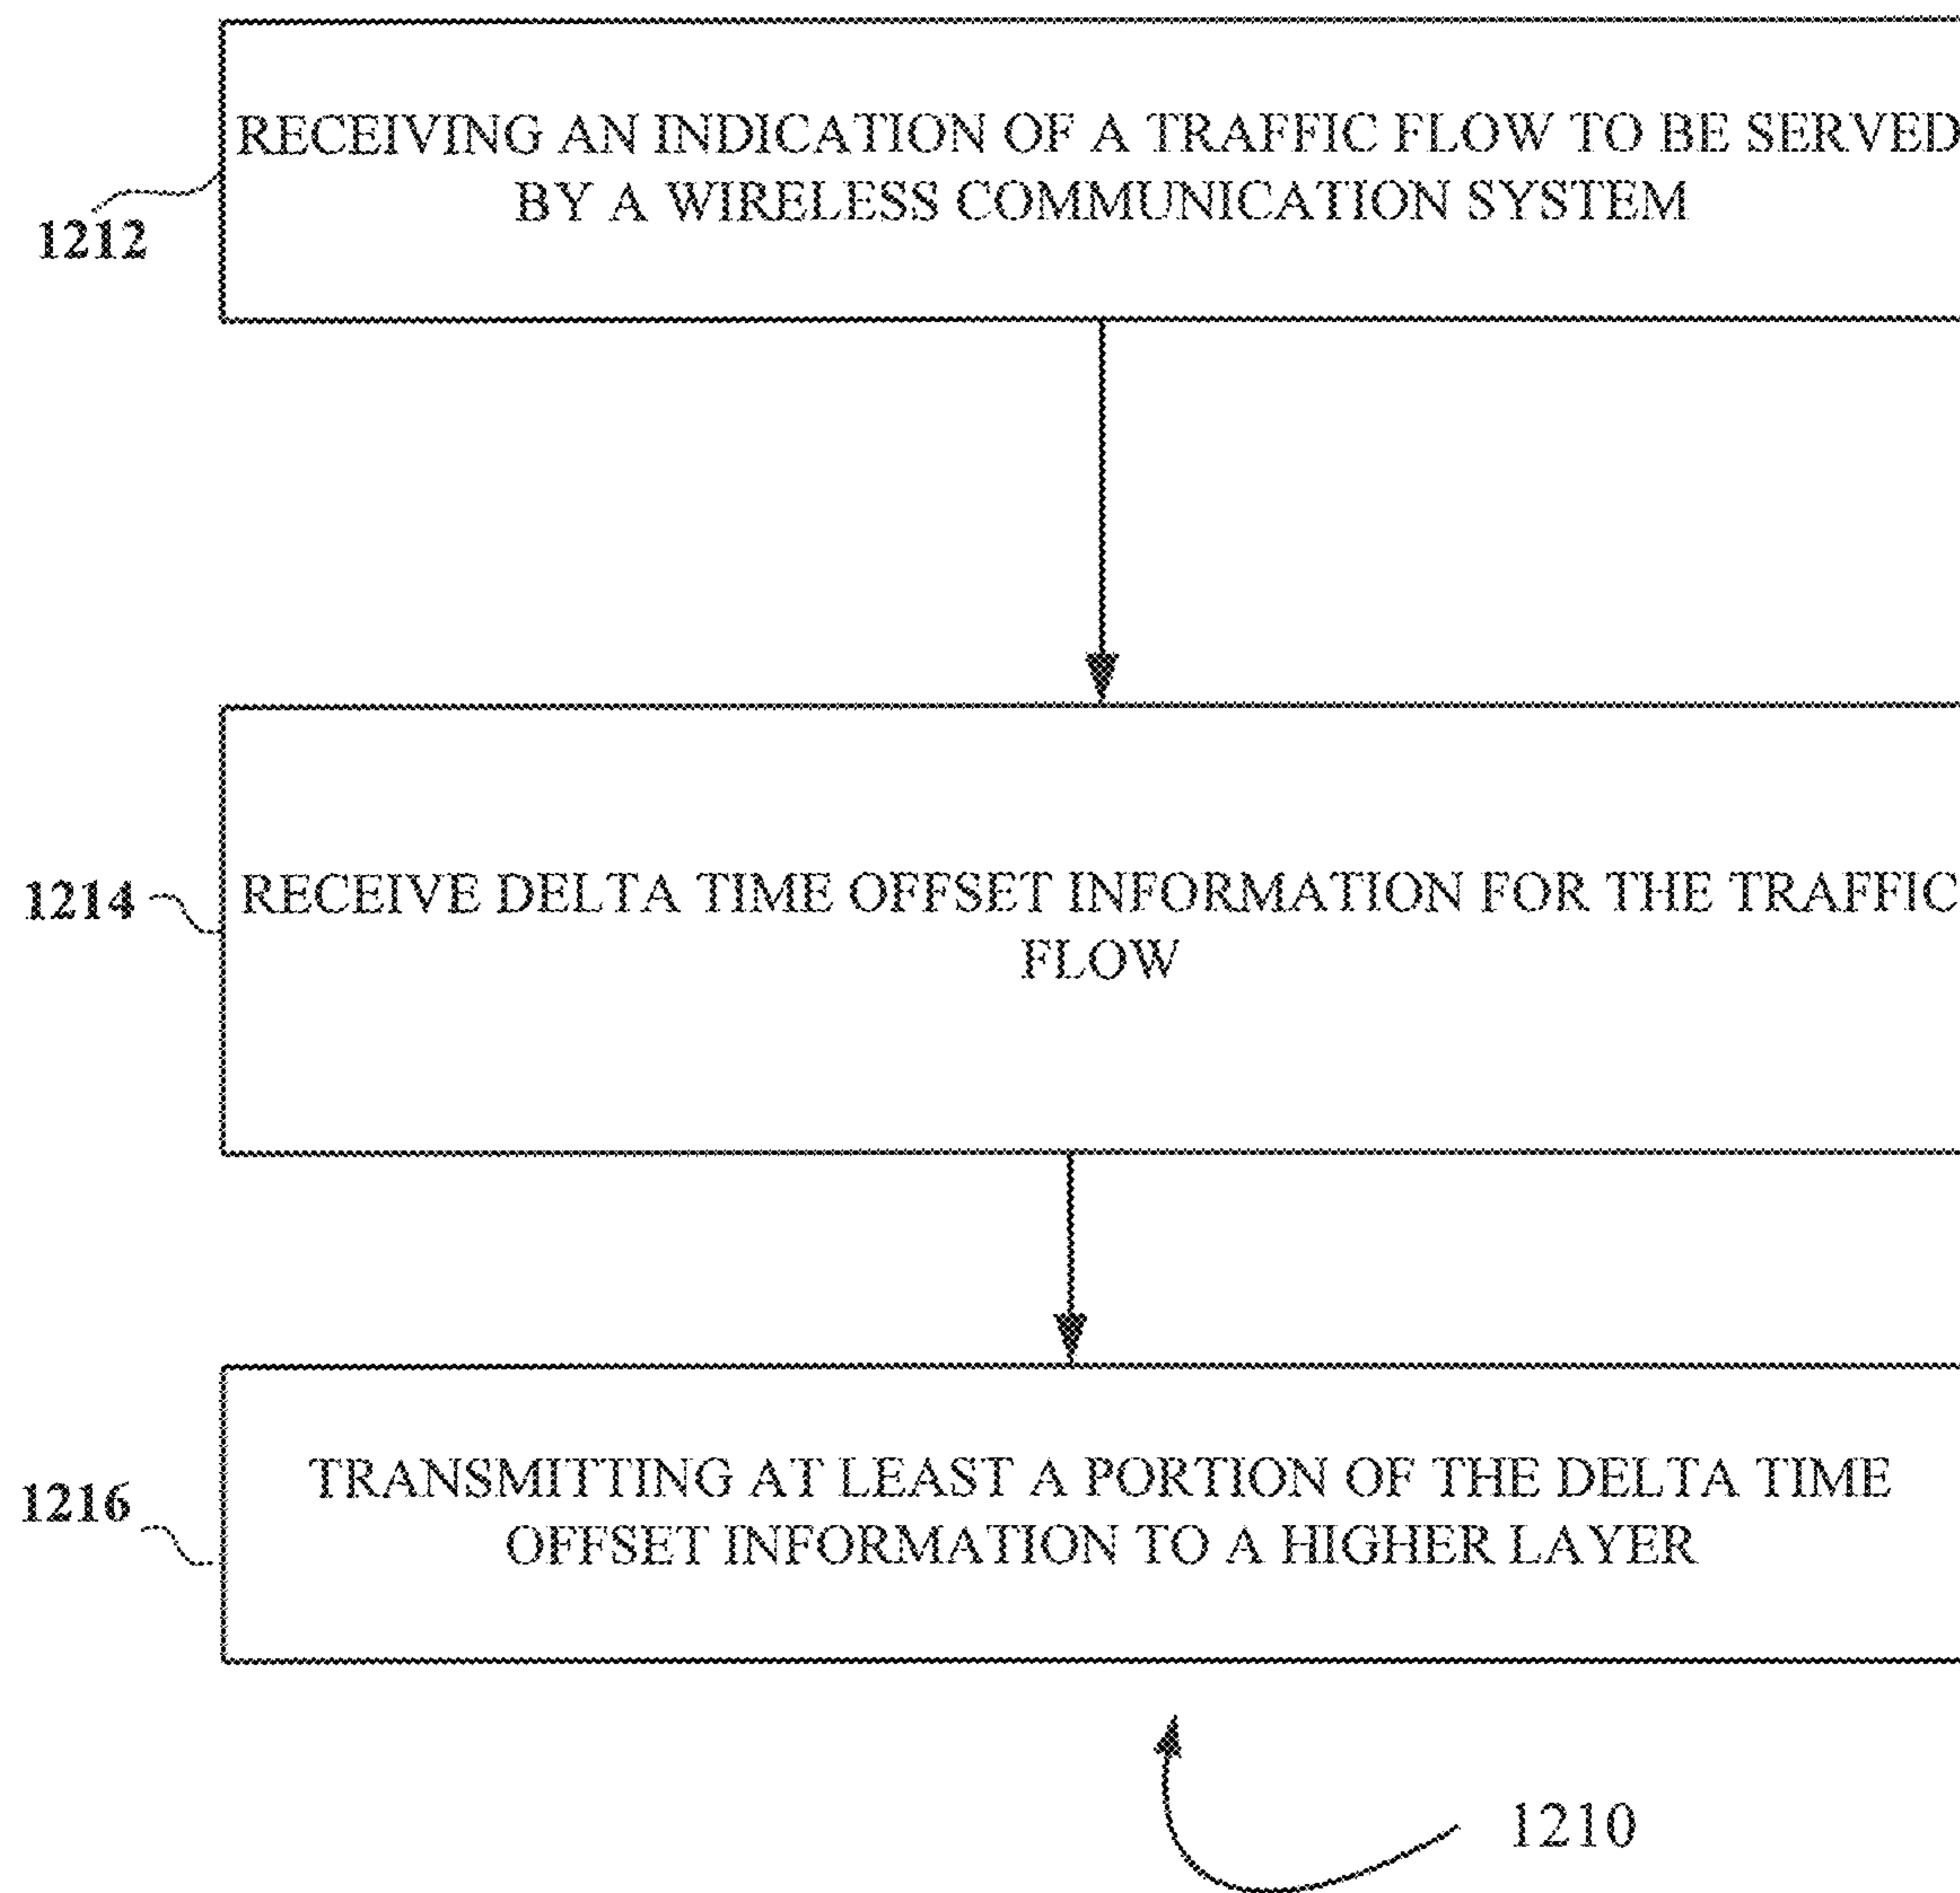 RECEIVING AN INDICATION OF A TRAFFIC FLOW TO BE SERVED
BY A WIRELESS COMMUNICATION SYSTEM
1212
1214
RECEIVE DELTA TIME OFFSET INFORMATION FOR THE TRAFFIC
FLOW
1216
TRANSMITTING AT LEAST A PORTION OF THE DELTA TIME
OFFSET INFORMATION TO A HIGHER LAYER
1210